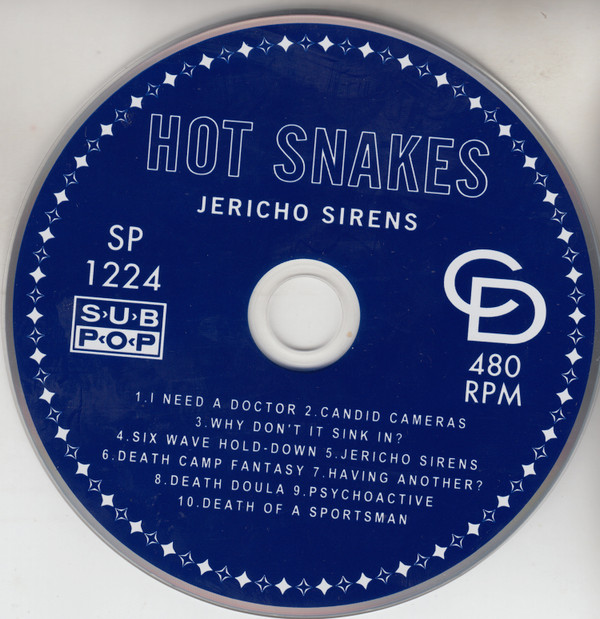 HOT SNAKES
JERICHO SIRENS
SP
1224
SUB
POP
CD
480
RPM
1.I NEED A DOCTOR 2.CANDID CAMERAS
3.WHY DON'T IT SINK IN?
4.SIX WAVE HOLD-DOWN 5.JERICHO SIRENS
6.DEATH CAMP FANTASY 7.HAVING ANOTHER?
8.DEATH DOULA 9.PSYCHOACTIVE
10.DEATH OF A SPORTSMAN